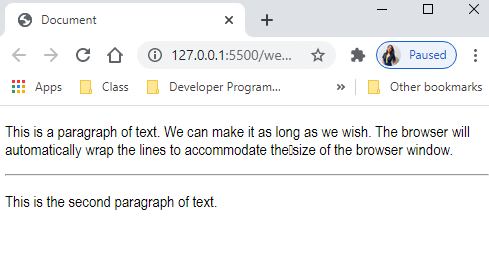 Document
127.0.0.1:5500/we...
Paused
Apps Class Developer Program... » Other bookmarks
This is a paragraph of text. We can make it as long as we wish. The browser will
automatically wrap the lines to accommodate the▯size of the browser window.
This is the second paragraph of text.